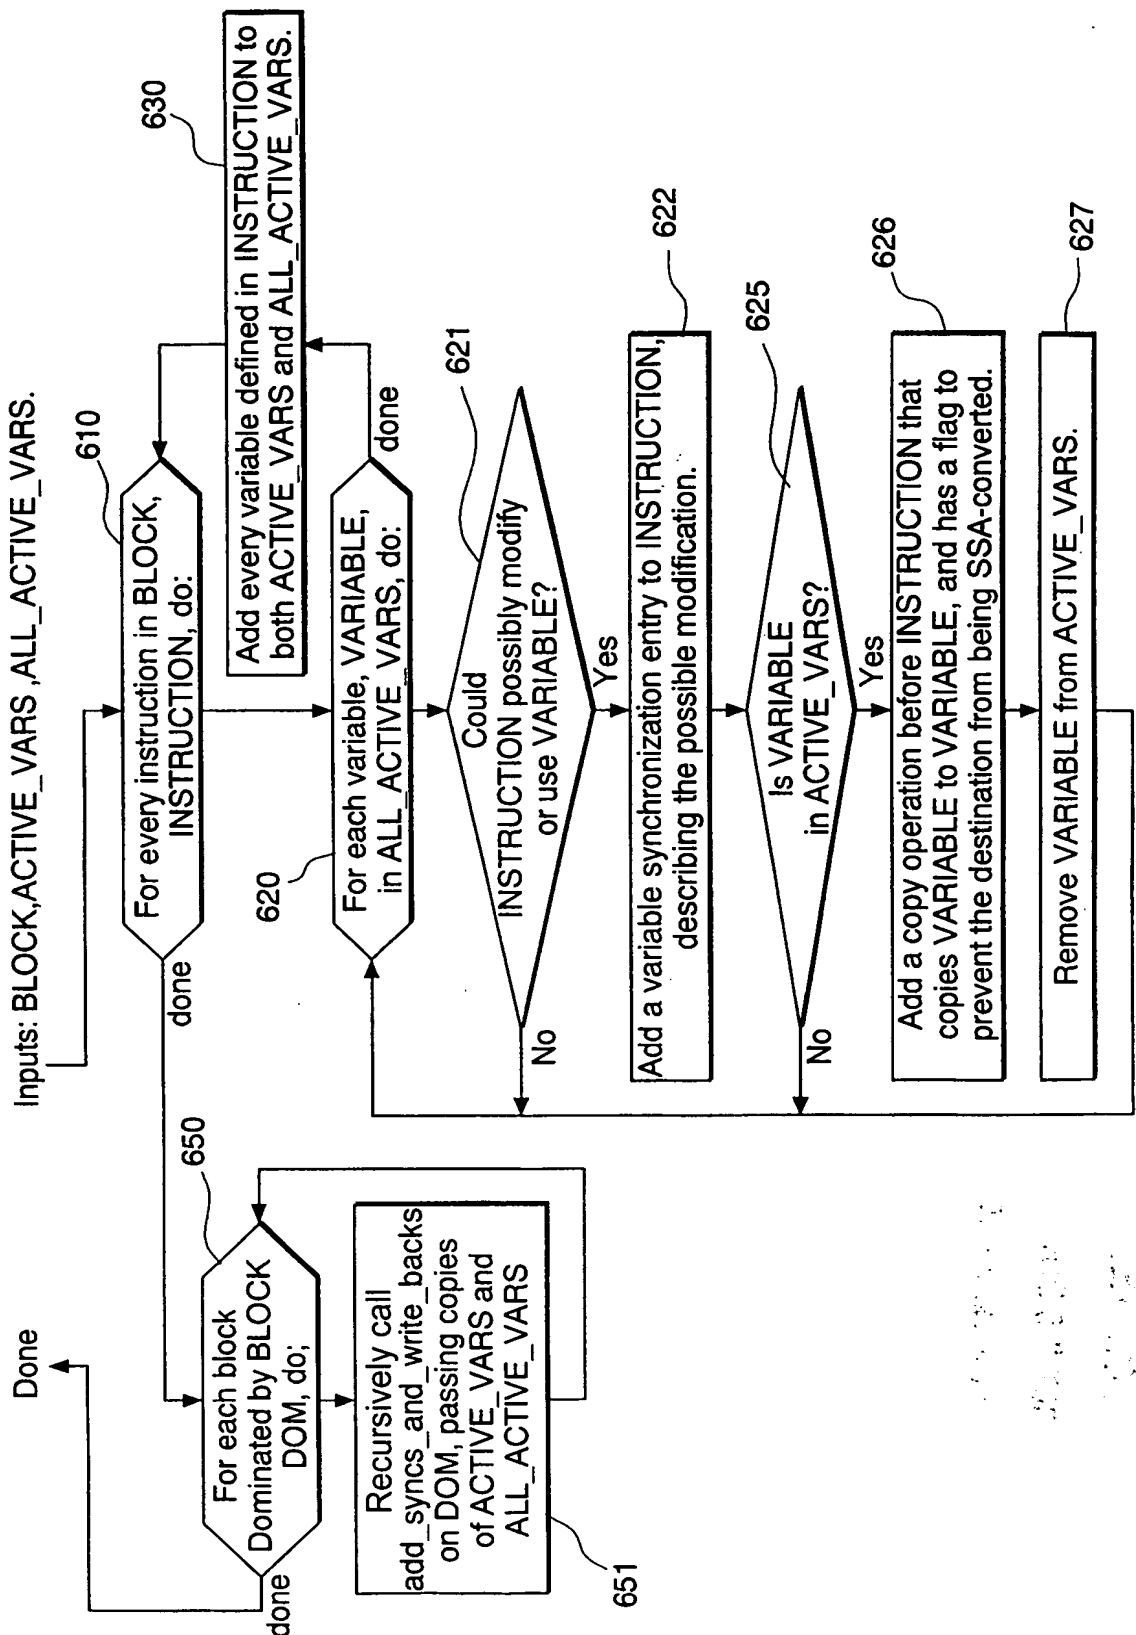 Inputs: BLOCK,ACTIVE_VARS ,ALL_ACTIVE_VARS.
610
For every instruction in BLOCK,
INSTRUCTION, do:
done
630
Add every variable defined in INSTRUCTION to
both ACTIVE_VARS and ALL_ACTIVE_VARS.
620
For each variable, VARIABLE,
in ALL_ACTIVE_VARS, do:
done
621
Could
INSTRUCTION possibly modify
or use VARIABLE?
No
Yes
622
Add a variable synchronization entry to INSTRUCTION,
describing the possible modification.
625
Is VARIABLE
in ACTIVE_VARS?
No
Yes
626
Add a copy operation before INSTRUCTION that
copies VARIABLE to VARIABLE, and has a flag to
prevent the destination from being SSA-converted.
627
Remove VARIABLE from ACTIVE_VARS.
Done
650
For each block
Dominated by BLOCK
DOM, do;
done
651
Recursively call
add_syncs_and_write_backs
on DOM, passing copies
of ACTIVE_VARS and
ALL_ACTIVE_VARS